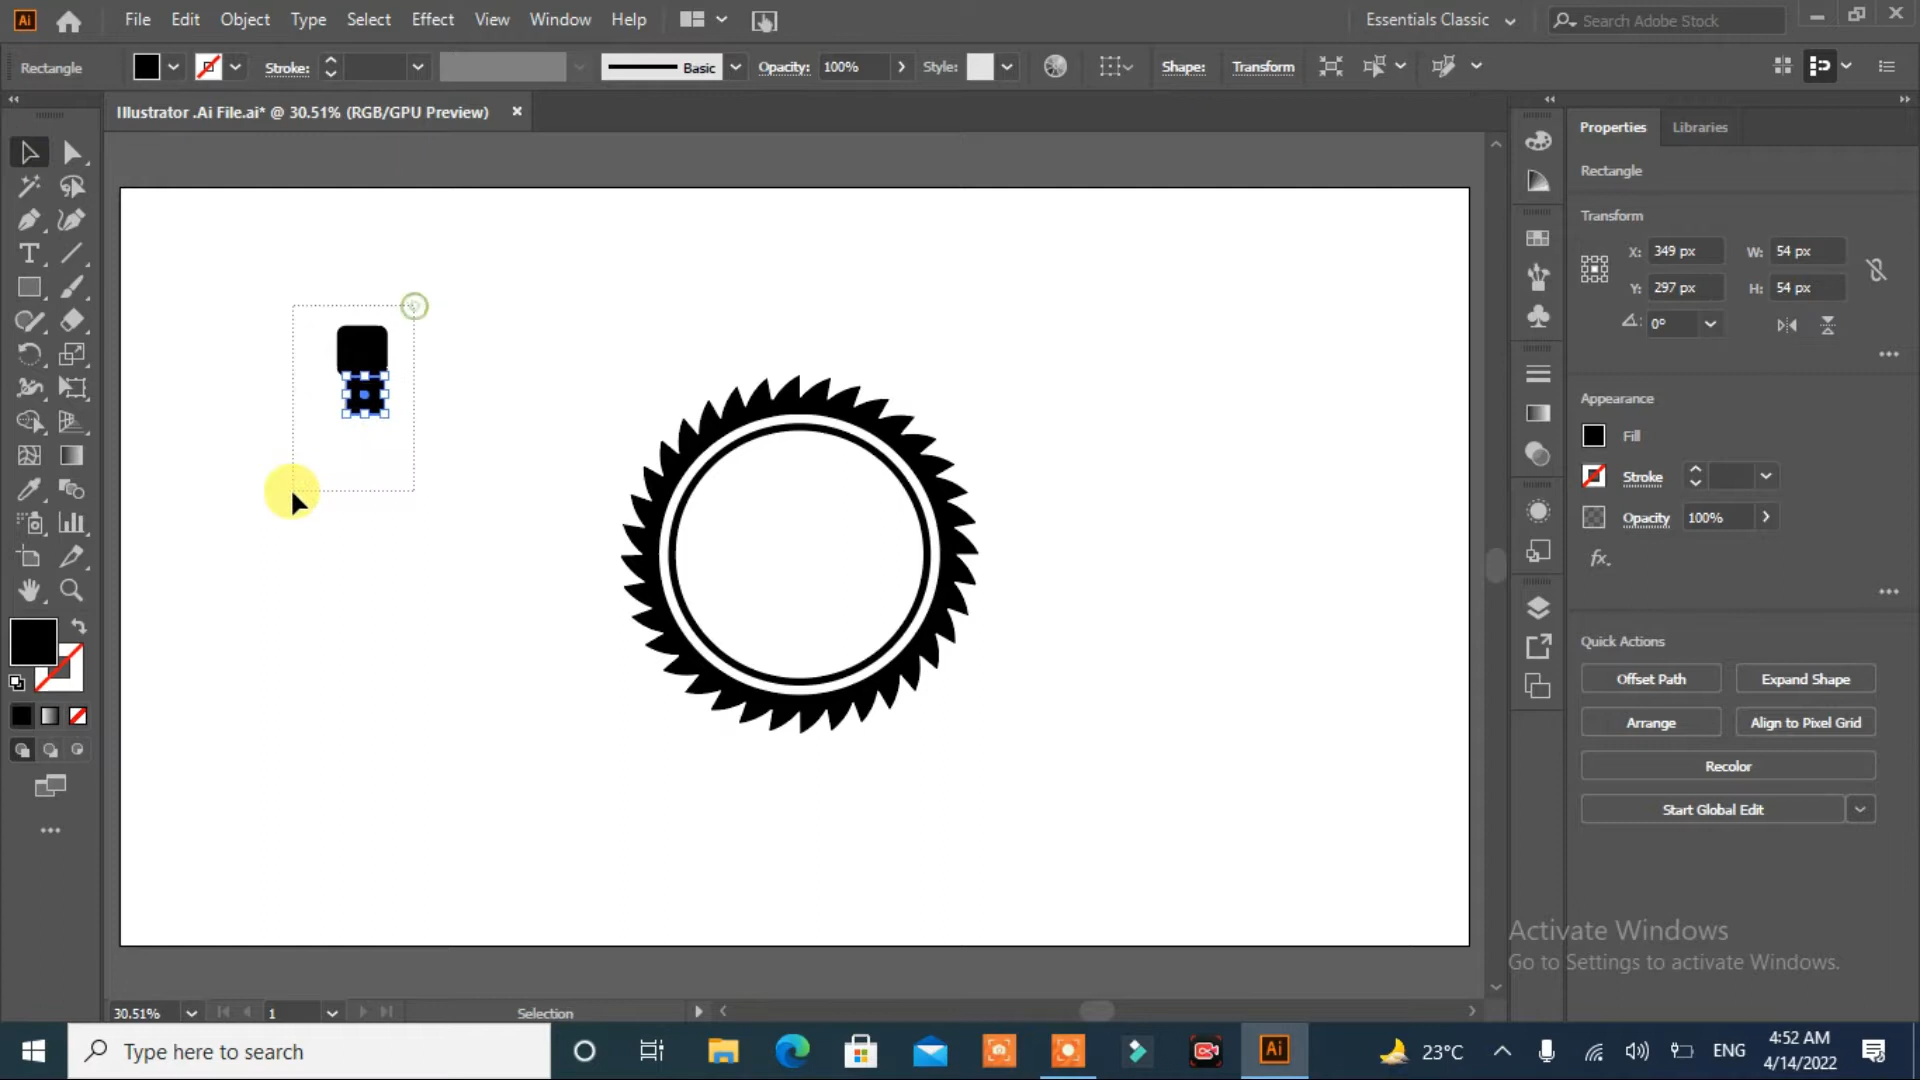 Ai File Edit Object Type Select Effect View Window Help Essentials Classic Search Adobe Stock
Rectangle Stroke: Basic Opacity: 100% Style: Shape: Transform
Illustrator .Ai File.ai* @ 30.51% (RGB/GPU Preview) ×
Properties Libraries
Rectangle
Transform
X: 349 px W: 54 px
Y: 297 px H: 54 px
0°
Appearance
Fill
Stroke
Opacity 100%
fx.
Quick Actions
Offset Path Expand Shape
Arrange Align to Pixel Grid
Recolor
Start Global Edit
Activate Windows
Go to Settings to activate Windows.
30.51% 1 Selection
Type here to search Ai 23°C ENG 4:52 AM
4/14/2022